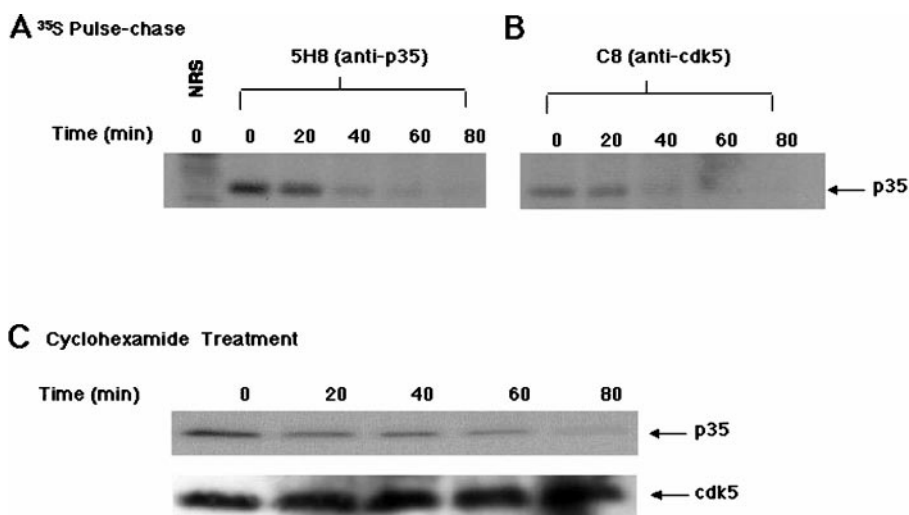 A ³⁵S Pulse-chase
B
5H8 (anti-p35)
C8 (anti-cdk5)
NRS
Time (min) 0 0 20 40 60 80
0 20 40 60 80
p35
C Cyclohexamide Treatment
Time (min) 0 20 40 60 80
p35
cdk5